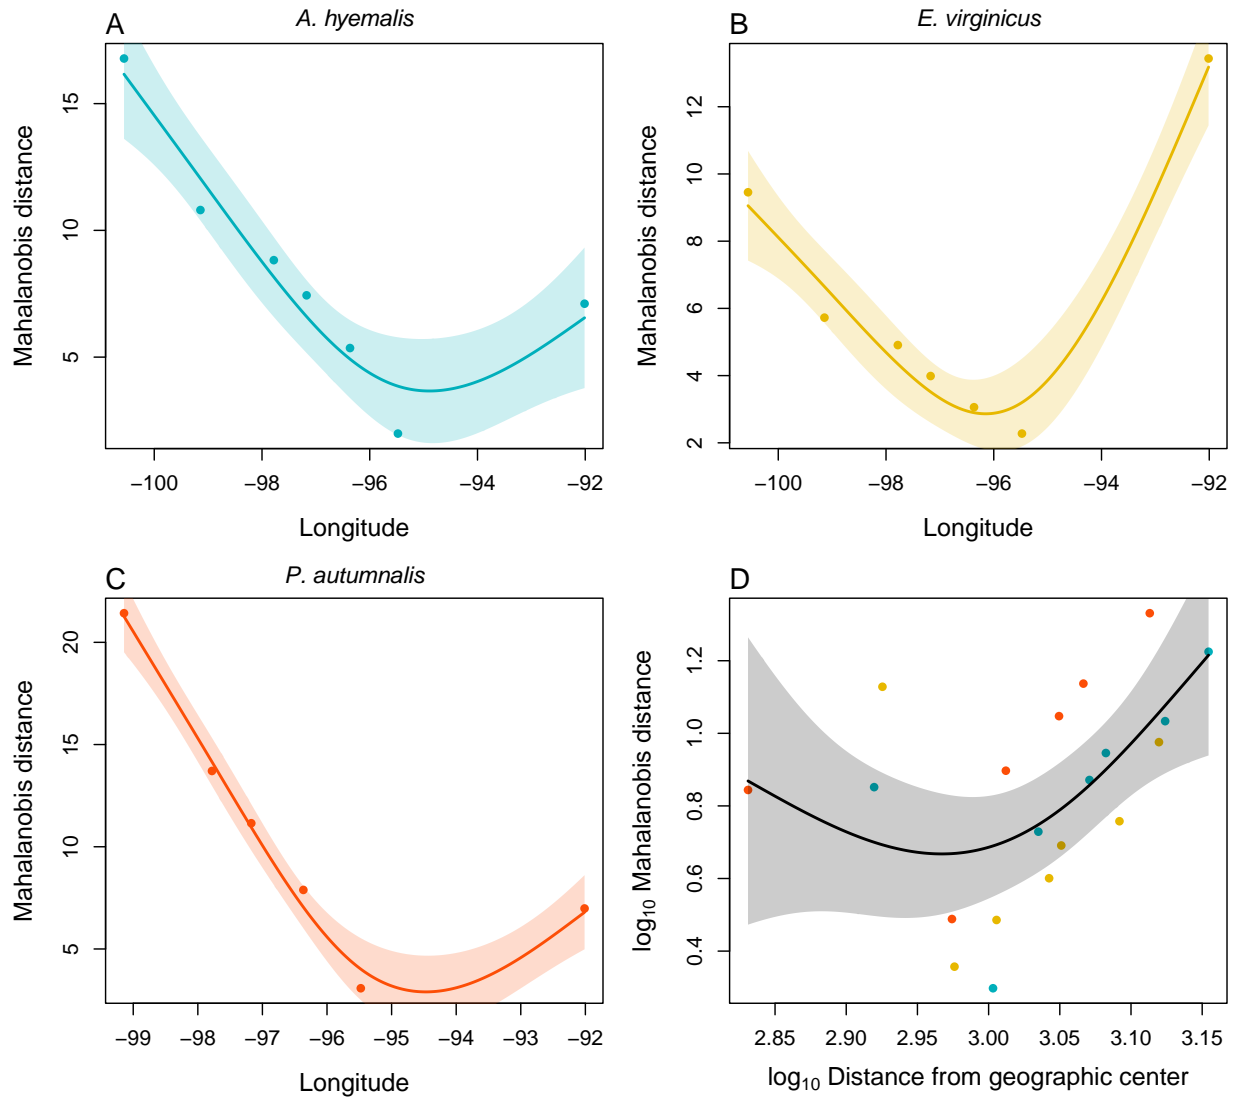 A
A. hyemalis
Mahalanobis distance
15
10
5
−100
−98
−96
−94
−92
Longitude
B
E. virginicus
Mahalanobis distance
12
10
8
6
4
2
−100
−98
−96
−94
−92
Longitude
C
P. autumnalis
Mahalanobis distance
20
15
10
5
−99
−98
−97
−96
−95
−94
−93
−92
Longitude
D
log10 Mahalanobis distance
1.2
1.0
0.8
0.6
0.4
2.85
2.90
2.95
3.00
3.05
3.10
3.15
log10 Distance from geographic center